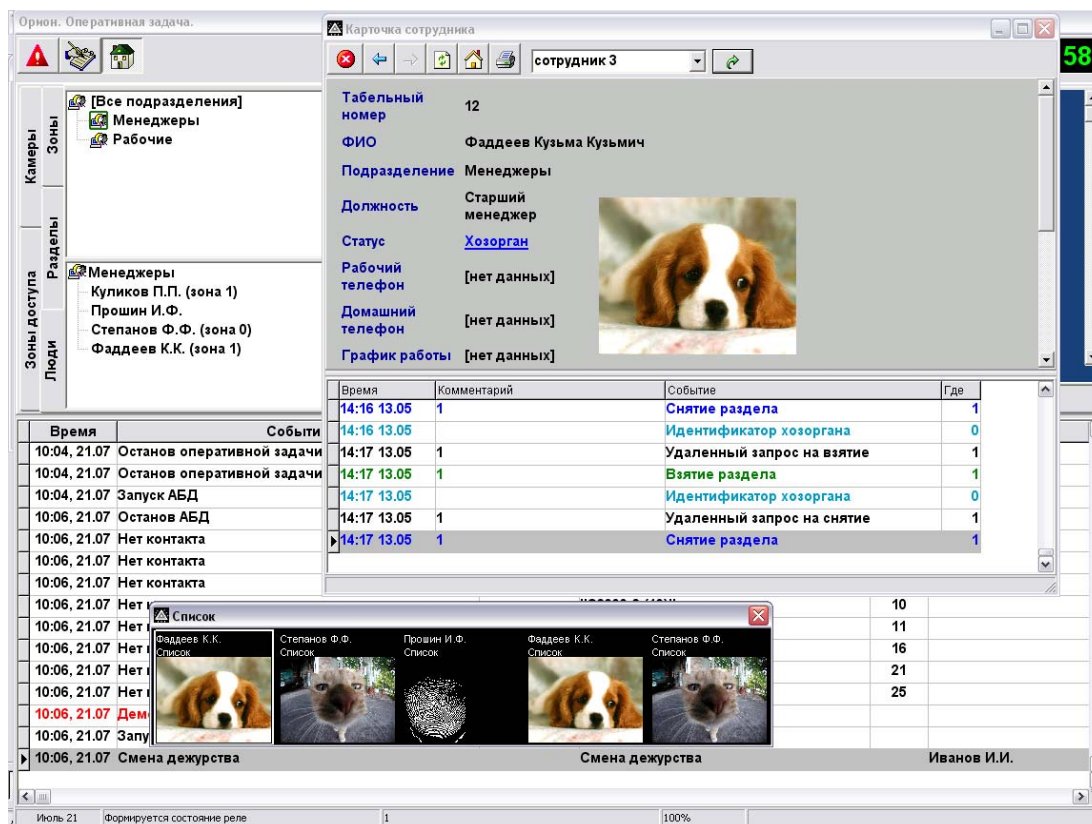 Орион. Оперативная задача.
58
Камеры
Зоны
Зоны доступа
Разделы
Люди
[Все подразделения]
Менеджеры
Рабочие
Менеджеры
Куликов П.П. (зона 1)
Прошин И.Ф.
Степанов Ф.Ф. (зона 0)
Фаддеев К.К. (зона 1)
Карточка сотрудника
сотрудник 3
Табельный номер 12
ФИО Фаддеев Кузьма Кузьмич
Подразделение Менеджеры
Должность Старший менеджер
Статус Хозорган
Рабочий телефон [нет данных]
Домашний телефон [нет данных]
График работы [нет данных]
Время Комментарий Событие Где
14:16 13.05 1 Снятие раздела 1
14:16 13.05 Идентификатор хозоргана 0
14:17 13.05 1 Удаленный запрос на взятие 1
14:17 13.05 1 Взятие раздела 1
14:17 13.05 Идентификатор хозоргана 0
14:17 13.05 1 Удаленный запрос на снятие 1
14:17 13.05 1 Снятие раздела 1
Время Событи
10:04, 21.07 Останов оперативной задачи
10:04, 21.07 Останов оперативной задачи
10:04, 21.07 Запуск АБД
10:06, 21.07 Останов АБД
10:06, 21.07 Нет контакта
10:06, 21.07 Нет контакта
10:06, 21.07 Нет контакта
10:06, 21.07 Нет 10
10:06, 21.07 Нет 11
10:06, 21.07 Нет 16
10:06, 21.07 Нет 21
10:06, 21.07 Нет 25
10:06, 21.07
10:06, 21.07 Запу
10:06, 21.07 Смена дежурства Смена дежурства Иванов И.И.
Список
Фаддеев К.К. Степанов Ф.Ф. Прошин И.Ф. Фаддеев К.К. Степанов Ф.Ф.
Список Список Список Список Список
Июль 21 Формируется состояние реле 1 100%